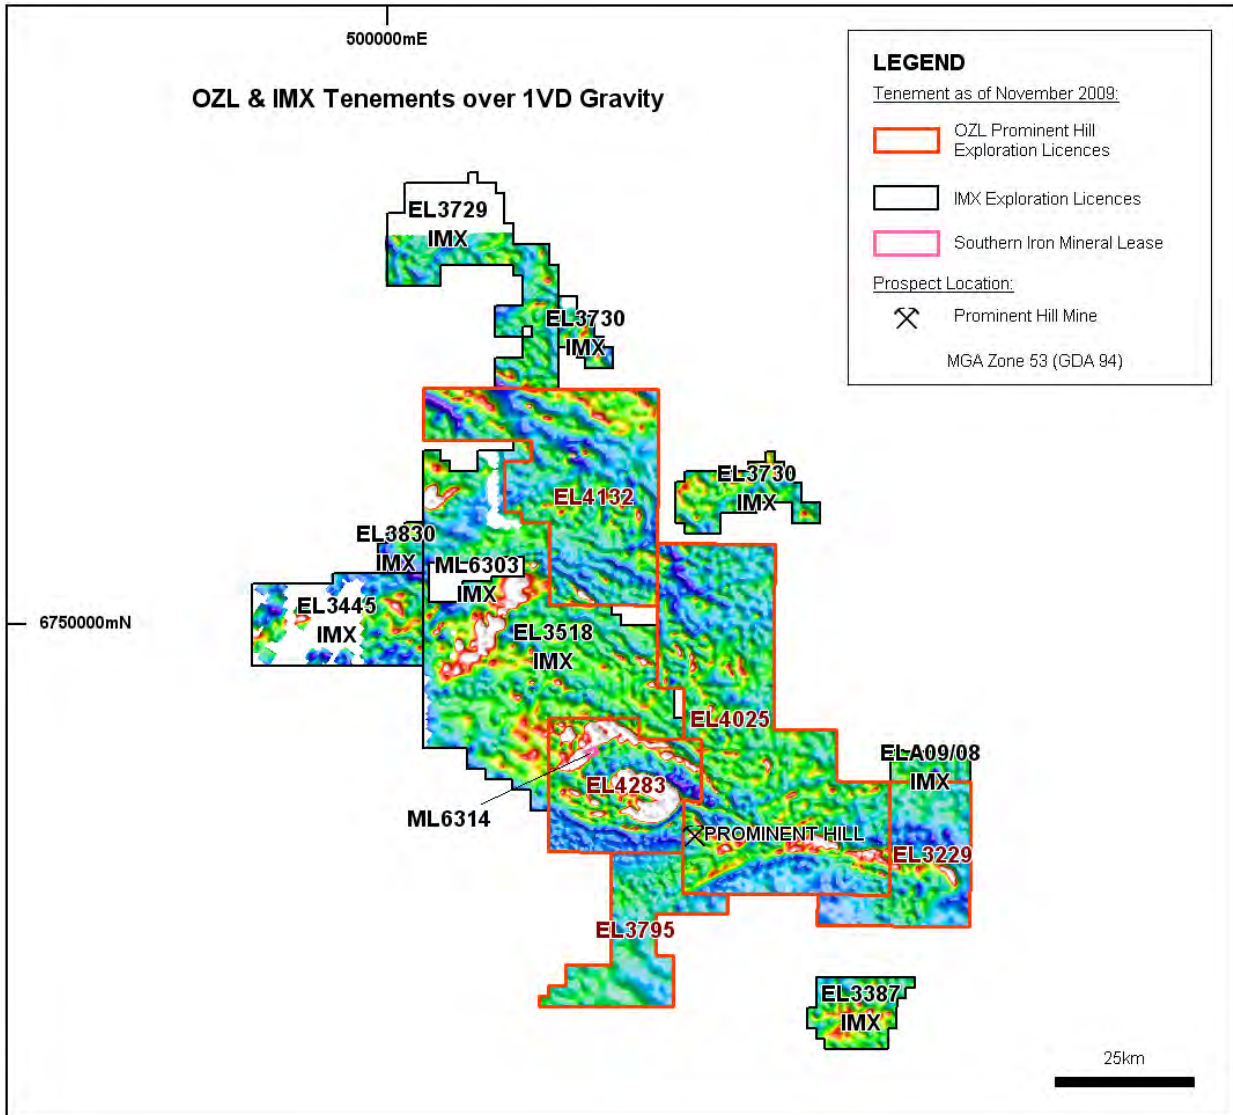 500000mE
OZL & IMX Tenements over 1VD Gravity
LEGEND
Tenement as of November 2009:
OZL Prominent Hill
Exploration Licences
IMX Exploration Licences
Southern Iron Mineral Lease
Prospect Location:
Prominent Hill Mine
MGA Zone 53 (GDA 94)
EL3729
IMX
EL3730
IMX
EL3730
IMX
EL4132
EL3830
IMX
ML6303
IMX
EL3445
IMX
6750000mN
EL3518
IMX
EL4025
ELA09/08
IMX
EL4283
ML6314
PROMINENT HILL
EL3229
EL3795
EL3387
IMX
25km